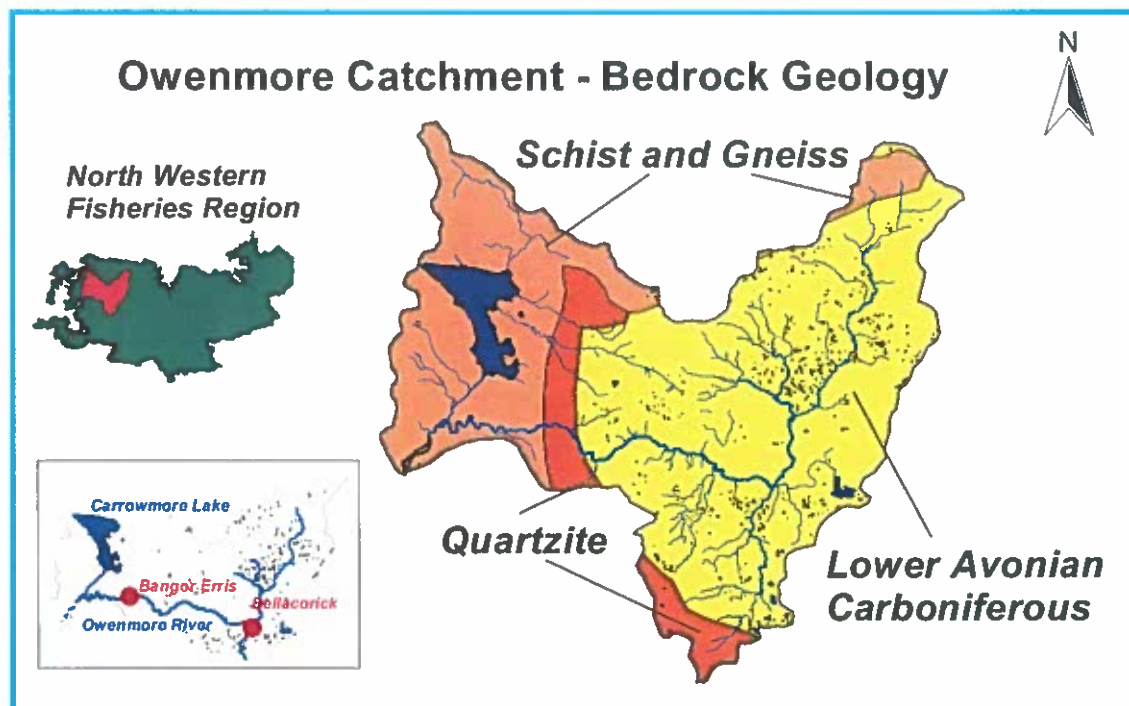 Owenmore Catchment - Bedrock Geology
N
Schist and Gneiss
North Western
Fisheries Region
Carrowmore Lake
Bangor Erris
Bellacorick
Owenmore River
Quartzite
Lower Avonian
Carboniferous